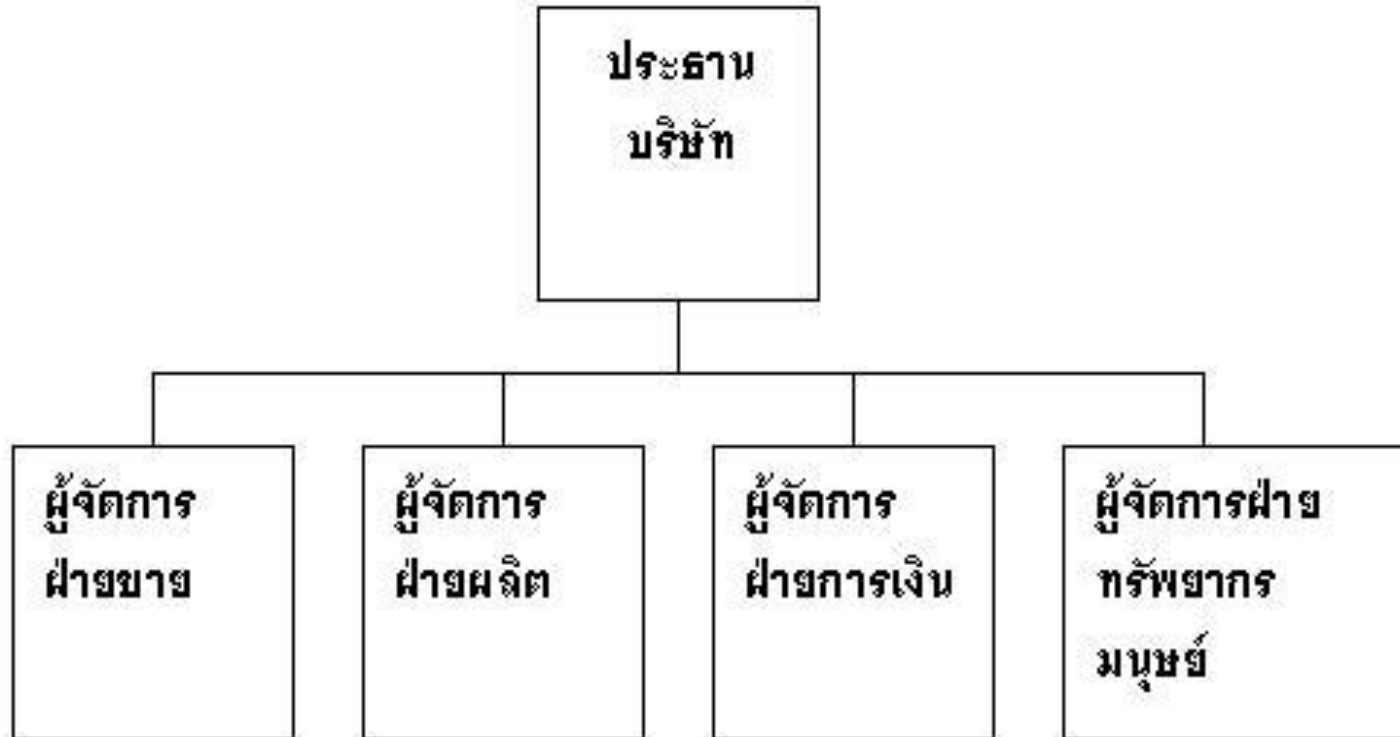 ประธาน
บริษัท
ผู้จัดการ
ฝ่ายขาย
ผู้จัดการ
ฝ่ายผลิต
ผู้จัดการ
ฝ่ายการเงิน
ผู้จัดการฝ่าย
ทรัพยากร
มนุษย์